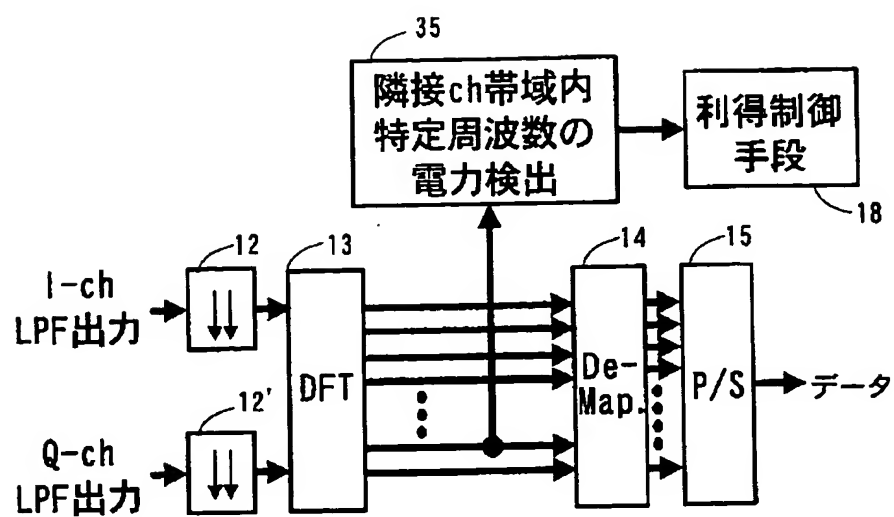 35
隣接ch帯域内
特定周波数の
電力検出
利得制御
手段
18
12
13
14
15
I-ch
LPF出力
DFT
De-
Map.
P/S
データ
12'
Q-ch
LPF出力